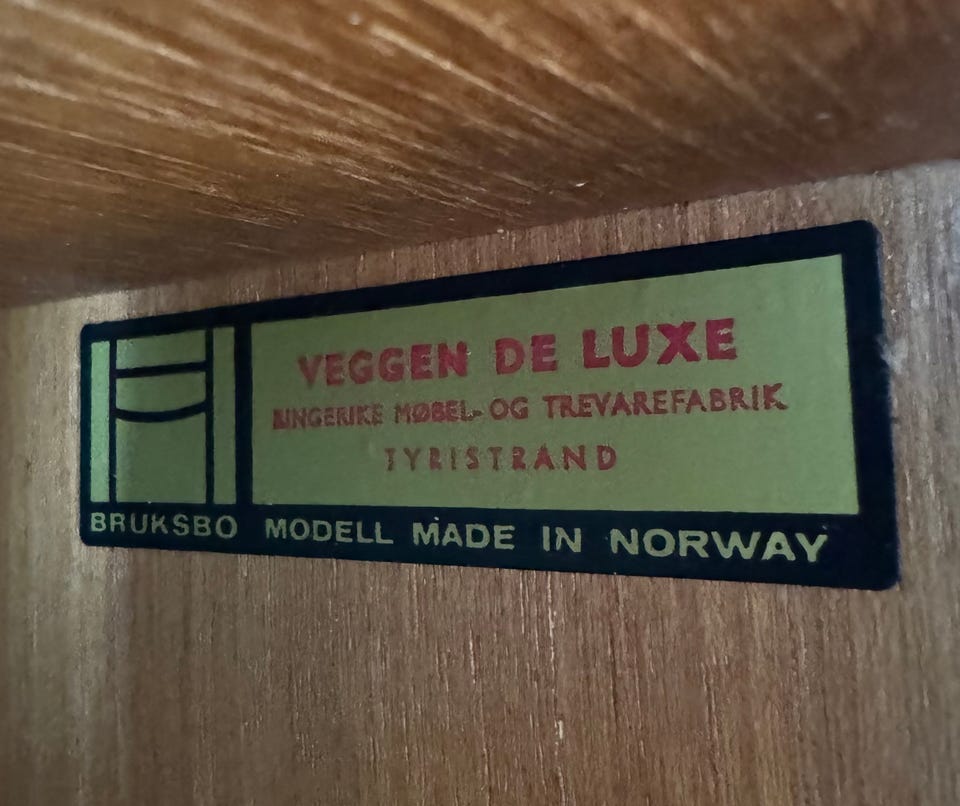 VEGGEN DE LUXE
RINGERIKE MØBEL- OG TREVAREFABRIK
TYRISTRAND
BRUKSBO MODELL MADE IN NORWAY